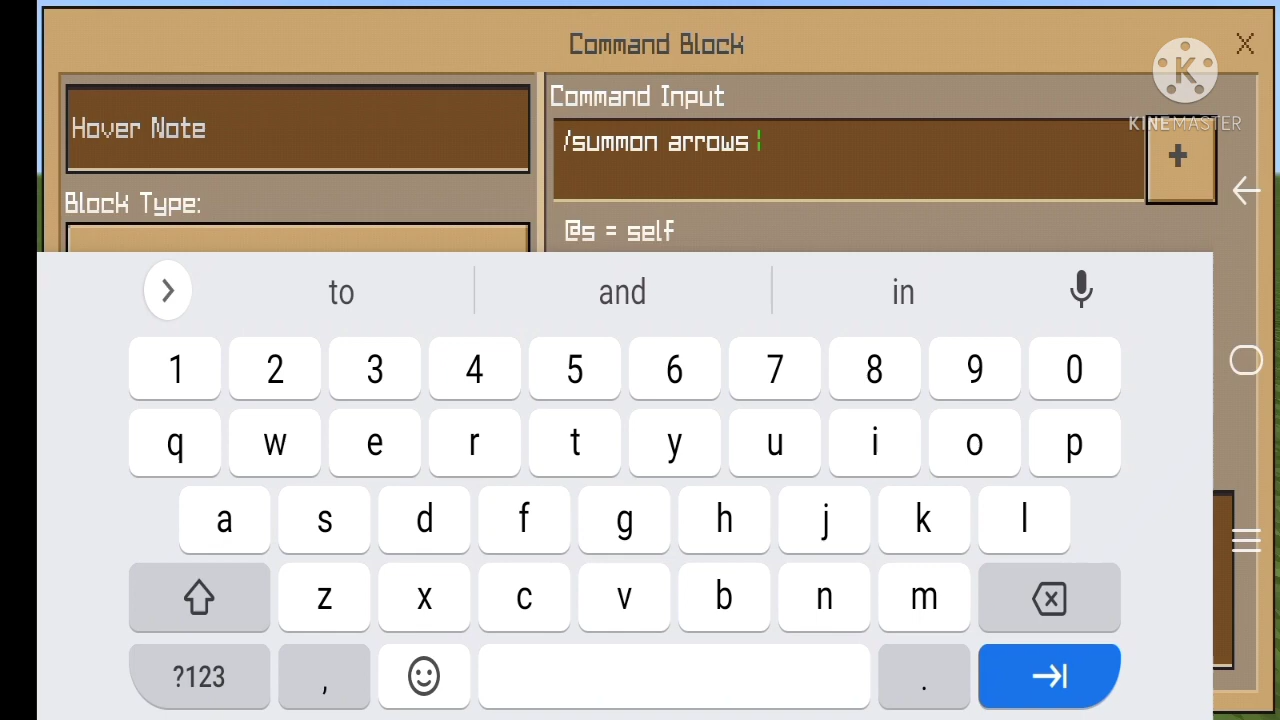 Command Block
Hover Note
Block Type:
Command Input
/summon arrows
+
@s = self
K
KINEMASTER
to and in
1 2 3 4 5 6 7 8 9 0
q w e r t y u i o p
a s d f g h j k l
z x c v b n m
?123 , .